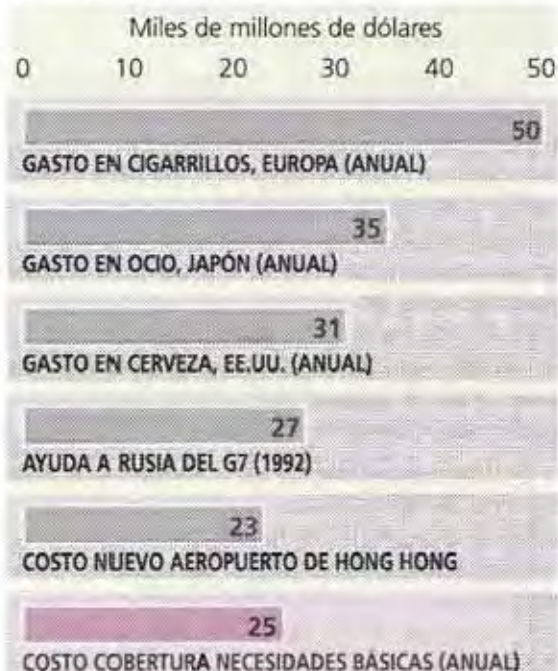 Miles de millones de dólares
0 10 20 30 40 50
50
GASTO EN CIGARRILLOS, EUROPA (ANUAL)
35
GASTO EN OCIO, JAPÓN (ANUAL)
31
GASTO EN CERVEZA, EE.UU. (ANUAL)
27
AYUDA A RUSIA DEL G7 (1992)
23
COSTO NUEVO AEROPUERTO DE HONG HONG
25
COSTO COBERTURA NECESIDADES BÁSICAS (ANUAL)